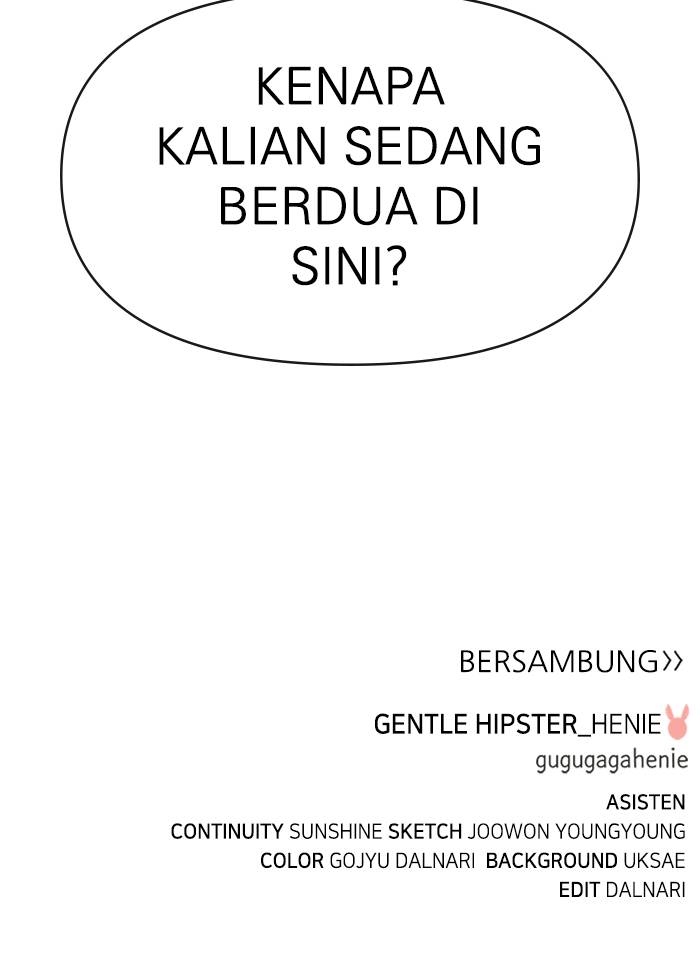 KENAPA
KALIAN SEDANG
BERDUA DI
SINI?
BERSAMBUNG»
GENTLE HIPSTER_HENIE
gugugagahenie
ASISTEN
CONTINUITY SUNSHINE SKETCH JOOWON YOUNGYOUNG
COLOR GOJYU DALNARI BACKGROUND UKSAE
EDIT DALNARI